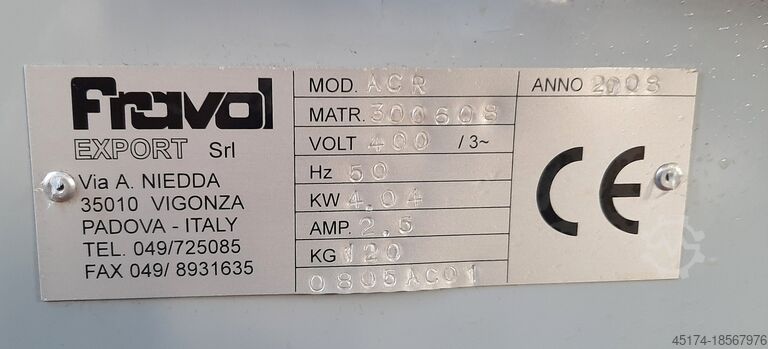 Fravol
EXPORT Srl
Via A. NIEDDA
35010 VIGONZA
PADOVA - ITALY
TEL. 049/725085
FAX 049/ 8931635
MOD. ACR
MATR. 300608
VOLT 400 / 3~
Hz 50
KW 4,04
AMP. 2,5
KG 120
0805AC01
ANNO 2008
CE
45174-18567976